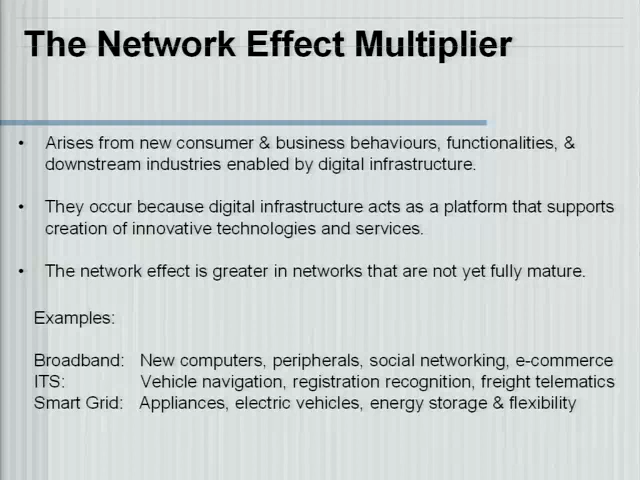 The Network Effect Multiplier
• Arises from new consumer & business behaviours, functionalities, &
downstream industries enabled by digital infrastructure.
• They occur because digital infrastructure acts as a platform that supports
creation of innovative technologies and services.
• The network effect is greater in networks that are not yet fully mature.
Examples:
Broadband: New computers, peripherals, social networking, e-commerce
ITS: Vehicle navigation, registration recognition, freight telematics
Smart Grid: Appliances, electric vehicles, energy storage & flexibility